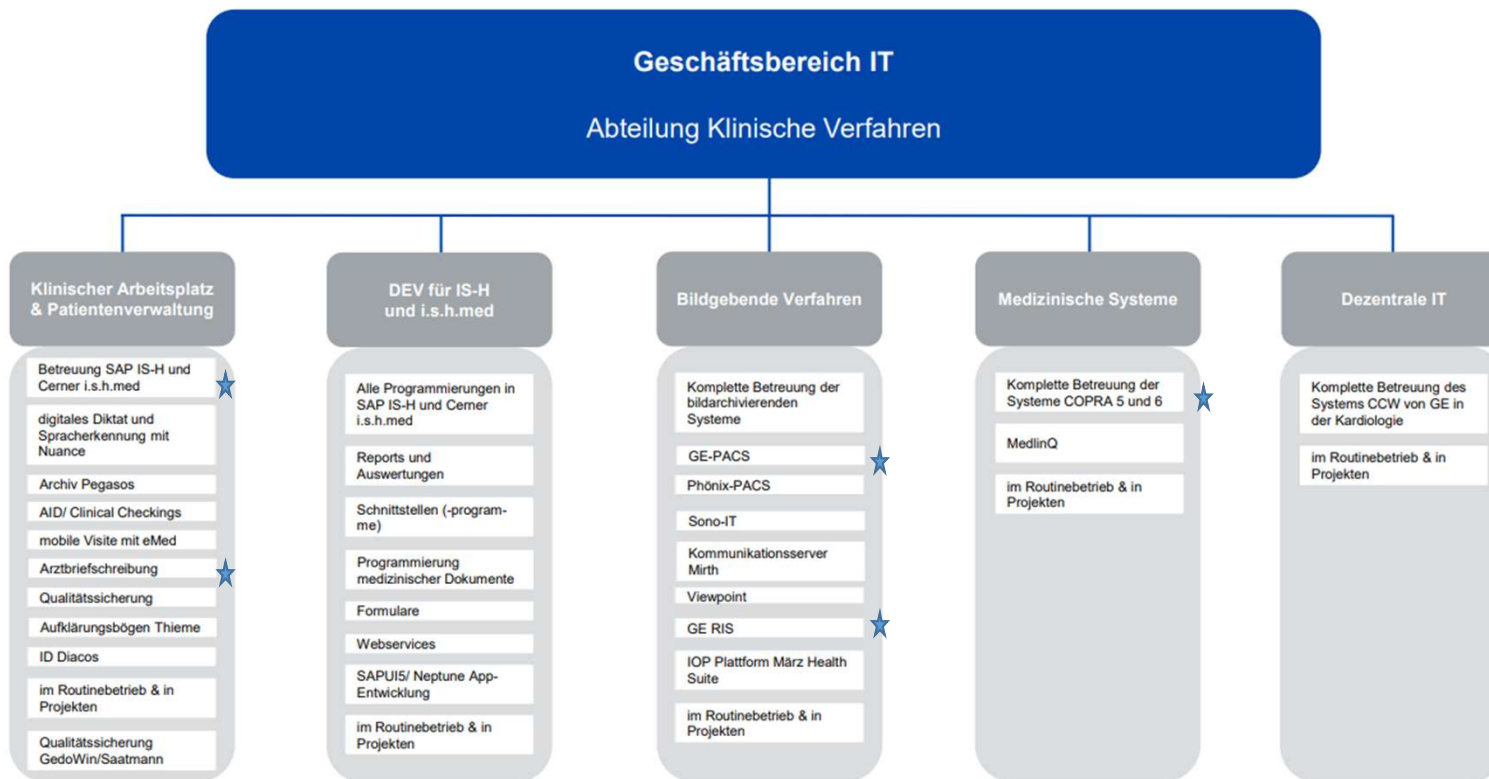 Geschäftsbereich IT
Abteilung Klinische Verfahren
Klinischer Arbeitsplatz
& Patientenverwaltung
Betreuung SAP IS-H und
Cerner i.s.h.med
digitales Diktat und
Spracherkennung mit
Nuance
Archiv Pegasos
AID/ Clinical Checkings
mobile Visite mit eMed
Arztbriefschreibung
Qualitätssicherung
Aufklärungsbögen Thieme
ID Diacos
im Routinebetrieb & in
Projekten
Qualitätssicherung
GedoWin/Saatmann
DEV für IS-H
und i.s.h.med
Alle Programmierungen in
SAP IS-H und Cerner
i.s.h.med
Reports und
Auswertungen
Schnittstellen (-program-
me)
Programmierung
medizinischer Dokumente
Formulare
Webservices
SAPUI5/ Neptune App-
Entwicklung
im Routinebetrieb & in
Projekten
Bildgebende Verfahren
Komplette Betreuung der
bildarchivierenden
Systeme
GE-PACS
Phönix-PACS
Sono-IT
Kommunikationsserver
Mirth
Viewpoint
GE RIS
IOP Plattform März Health
Suite
im Routinebetrieb & in
Projekten
Medizinische Systeme
Komplette Betreuung der
Systeme COPRA 5 und 6
MedlinQ
im Routinebetrieb & in
Projekten
Dezentrale IT
Komplette Betreuung des
Systems CCW von GE in
der Kardiologie
im Routinebetrieb & in
Projekten